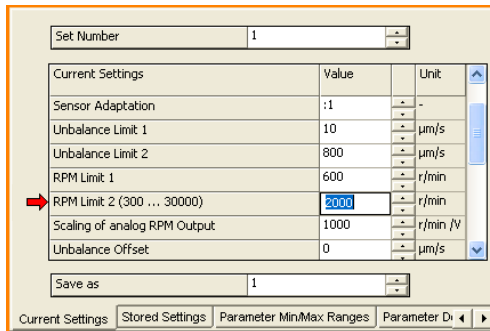 Set Number 1
Current Settings Value Unit
Sensor Adaptation :1 -
Unbalance Limit 1 10 µm/s
Unbalance Limit 2 800 µm/s
RPM Limit 1 600 r/min
RPM Limit 2 (300 ... 30000) 2000 r/min
Scaling of analog RPM Output 1000 r/min /V
Unbalance Offset 0 µm/s
Save as 1
Current Settings Stored Settings Parameter Min/Max Ranges Parameter